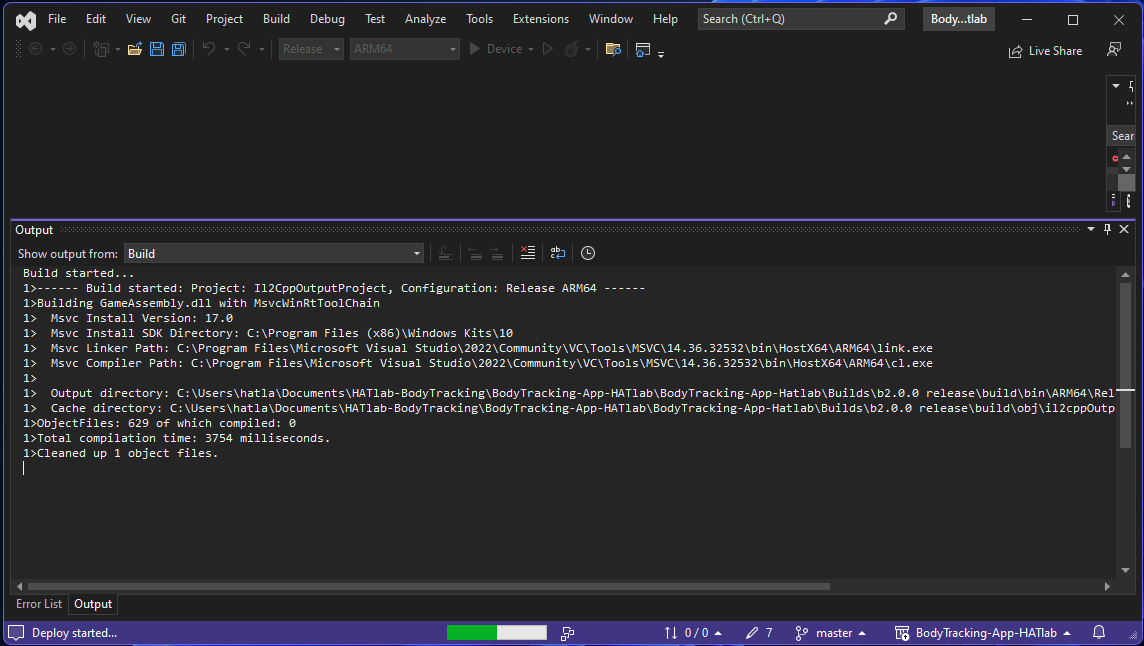 File Edit View Git Project Build Debug Test Analyze Tools Extensions Window Help Search (Ctrl+Q) Body...tlab
Release ARM64 Device Live Share
Sear
Output
Show output from: Build
Build started...
1>------ Build started: Project: Il2CppOutputProject, Configuration: Release ARM64 ------
1>Building GameAssembly.dll with MsvcWinRtToolChain
1>  Msvc Install Version: 17.0
1>  Msvc Install SDK Directory: C:\Program Files (x86)\Windows Kits\10
1>  Msvc Linker Path: C:\Program Files\Microsoft Visual Studio\2022\Community\VC\Tools\MSVC\14.36.32532\bin\HostX64\ARM64\link.exe
1>  Msvc Compiler Path: C:\Program Files\Microsoft Visual Studio\2022\Community\VC\Tools\MSVC\14.36.32532\bin\HostX64\ARM64\cl.exe
1>
1>  Output directory: C:\Users\hatla\Documents\HATlab-BodyTracking\BodyTracking-App-HATlab\BodyTracking-App-Hatlab\Builds\b2.0.0 release\build\bin\ARM64\Rel
1>  Cache directory: C:\Users\hatla\Documents\HATlab-BodyTracking\BodyTracking-App-HATlab\BodyTracking-App-Hatlab\Builds\b2.0.0 release\build\obj\il2cppOutp
1>ObjectFiles: 629 of which compiled: 0
1>Total compilation time: 3754 milliseconds.
1>Cleaned up 1 object files.
Error List Output
Deploy started... 0 / 0 7 master BodyTracking-App-HATlab